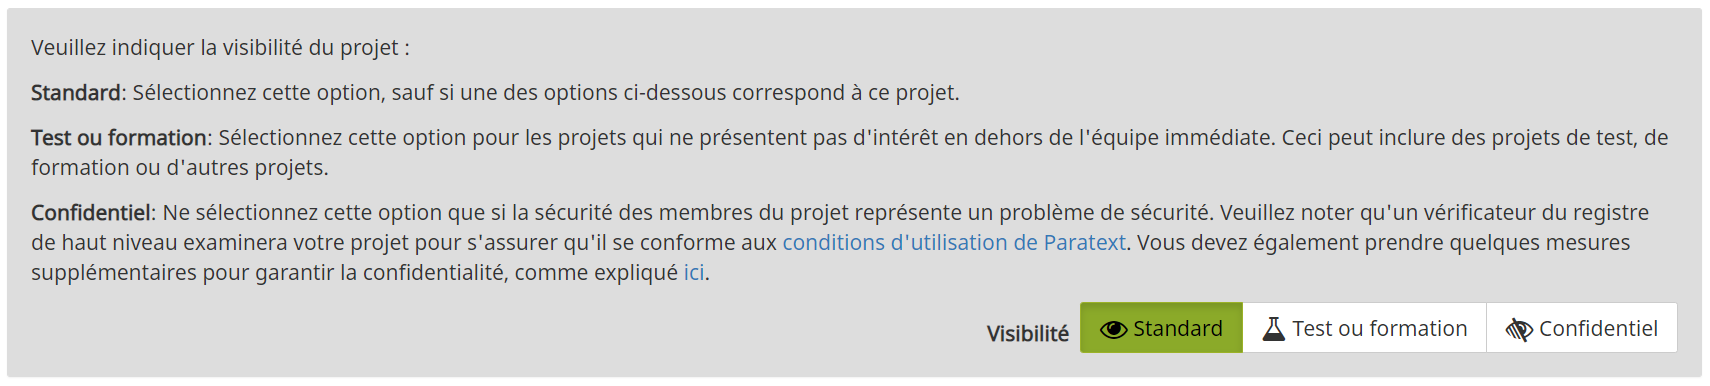 Veuillez indiquer la visibilité du projet :
Standard: Sélectionnez cette option, sauf si une des options ci-dessous correspond à ce projet.
Test ou formation: Sélectionnez cette option pour les projets qui ne présentent pas d'intérêt en dehors de l'équipe immédiate. Ceci peut inclure des projets de test, de
formation ou d'autres projets.
Confidentiel: Ne sélectionnez cette option que si la sécurité des membres du projet représente un problème de sécurité. Veuillez noter qu'un vérificateur du registre
de haut niveau examinera votre projet pour s'assurer qu'il se conforme aux conditions d'utilisation de Paratext. Vous devez également prendre quelques mesures
supplémentaires pour garantir la confidentialité, comme expliqué ici.
Visibilité Standard Test ou formation Confidentiel